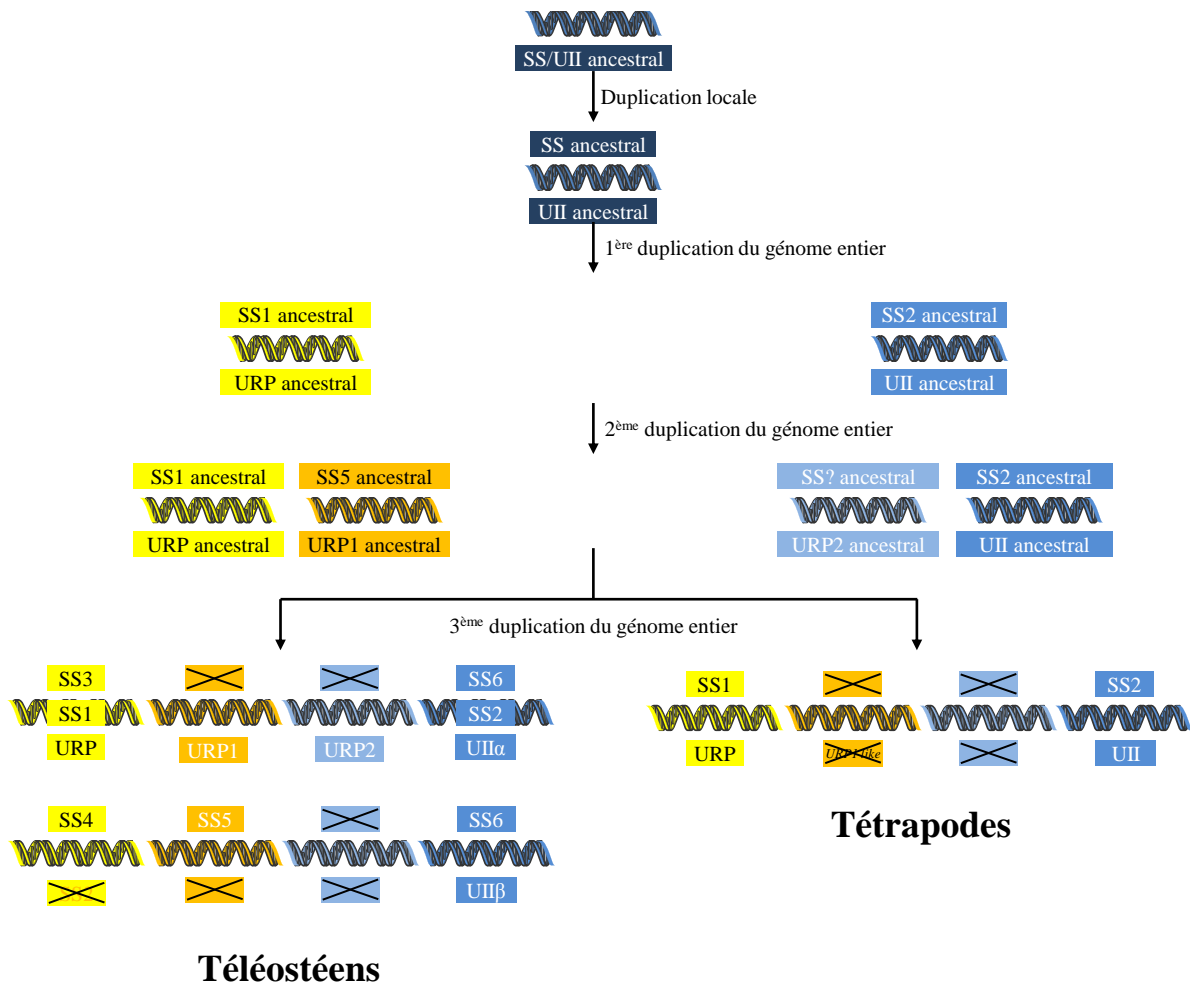 SS/UII ancestral
Duplication locale
SS ancestral
UII ancestral
1ère duplication du génome entier
SS1 ancestral
SS2 ancestral
URP ancestral
UII ancestral
2ème duplication du génome entier
SS1 ancestral
SS5 ancestral
SS? ancestral
SS2 ancestral
URP ancestral
URP1 ancestral
URP2 ancestral
UII ancestral
3ème duplication du génome entier
SS3
SS6
SS1
SS2
URP
URP1
URP2
UIIα
SS4
SS5
SS6
UIIβ
Téléostéens
SS1
SS2
URP
URP1-like
UII
Tétrapodes